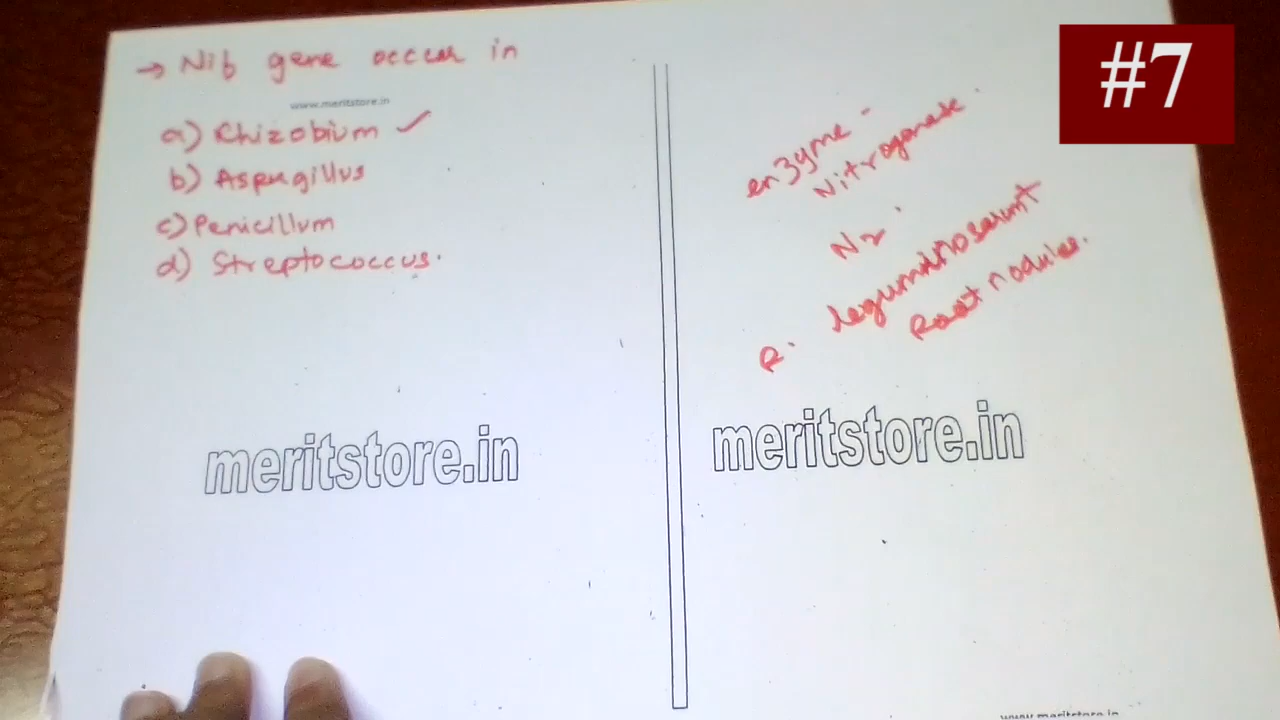 #7
→ Nif gene occur in
www.meritstore.in
a) Rhizobium ✓
b) Aspergillus
c) Penicillum
d) Streptococcus.
enzyme -
Nitrogenase.
N2
R. leguminosarum
Root nodules.
meritstore.in
meritstore.in
www.meritstore.in